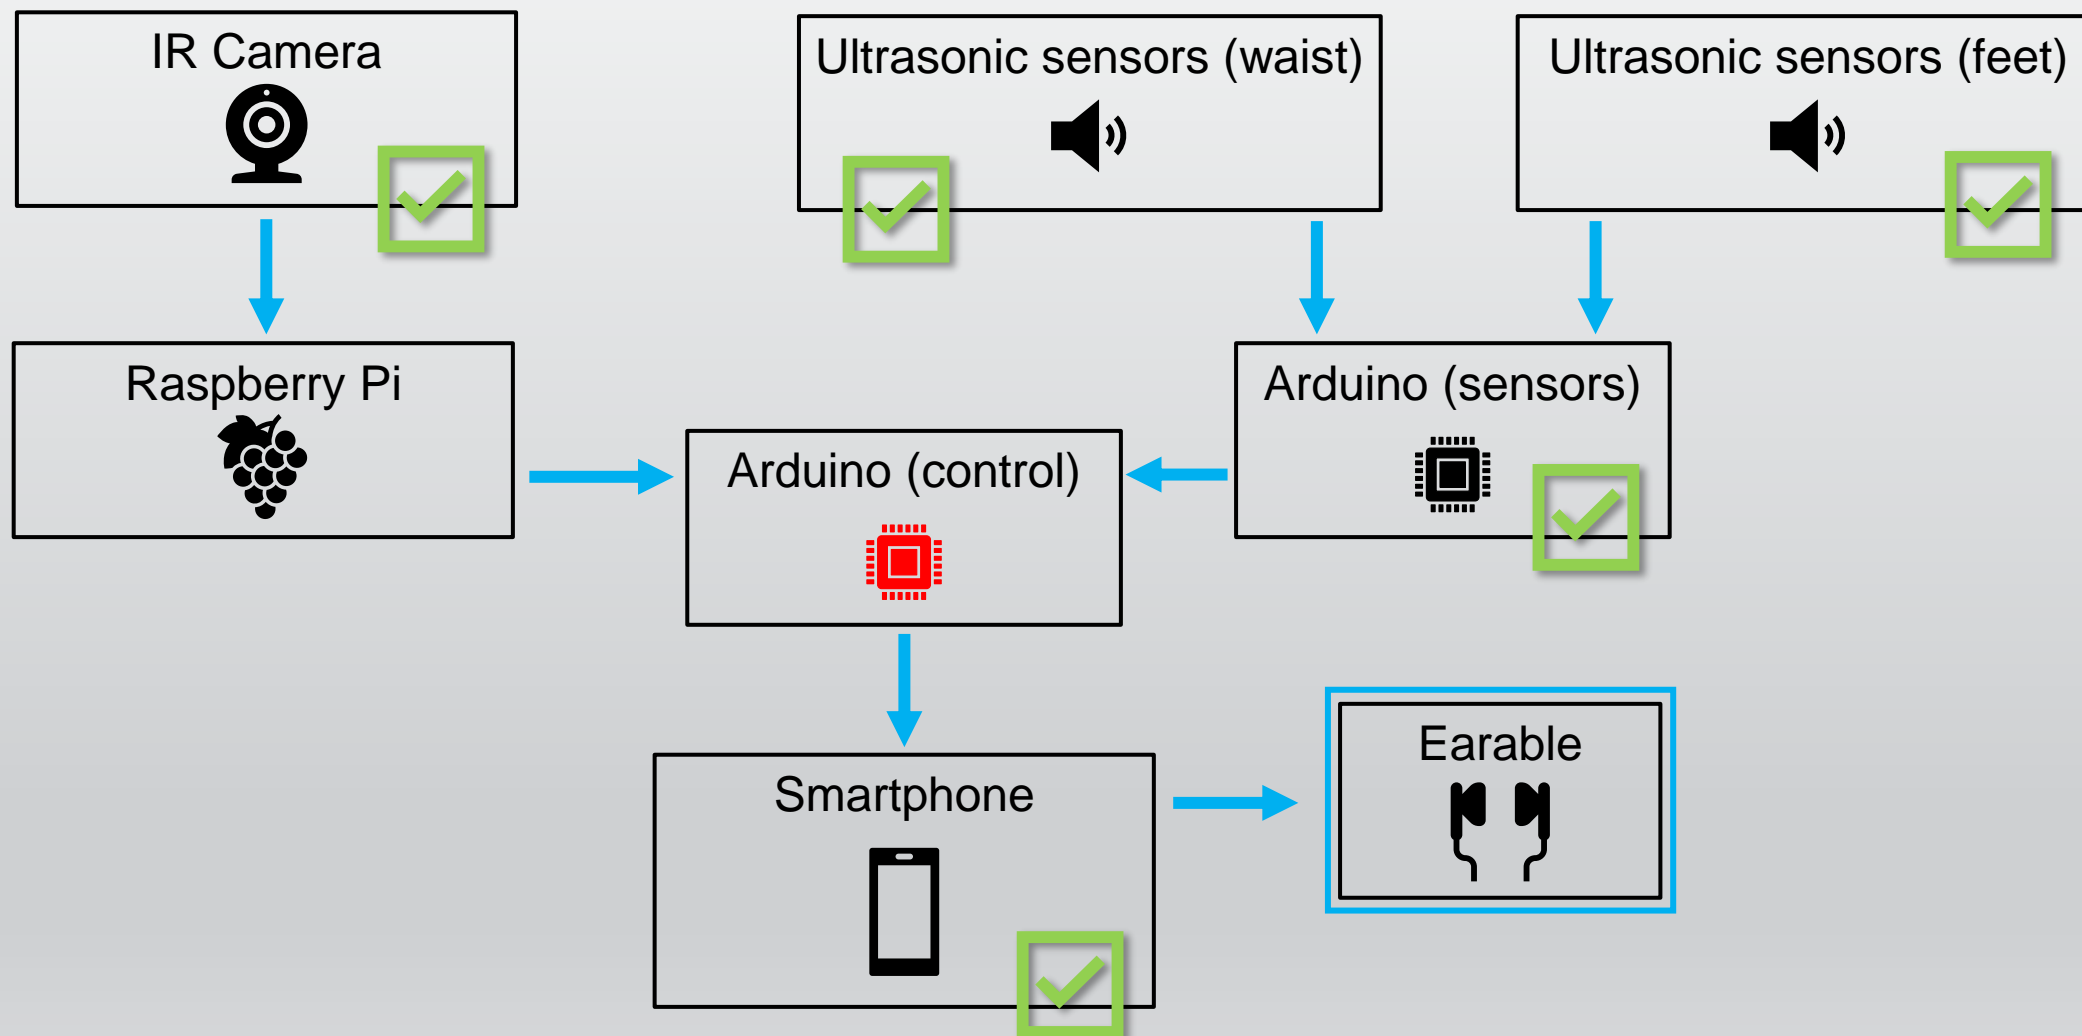 IR Camera
Ultrasonic sensors (waist)
Ultrasonic sensors (feet)
Raspberry Pi
Arduino (sensors)
Arduino (control)
Earable
Smartphone